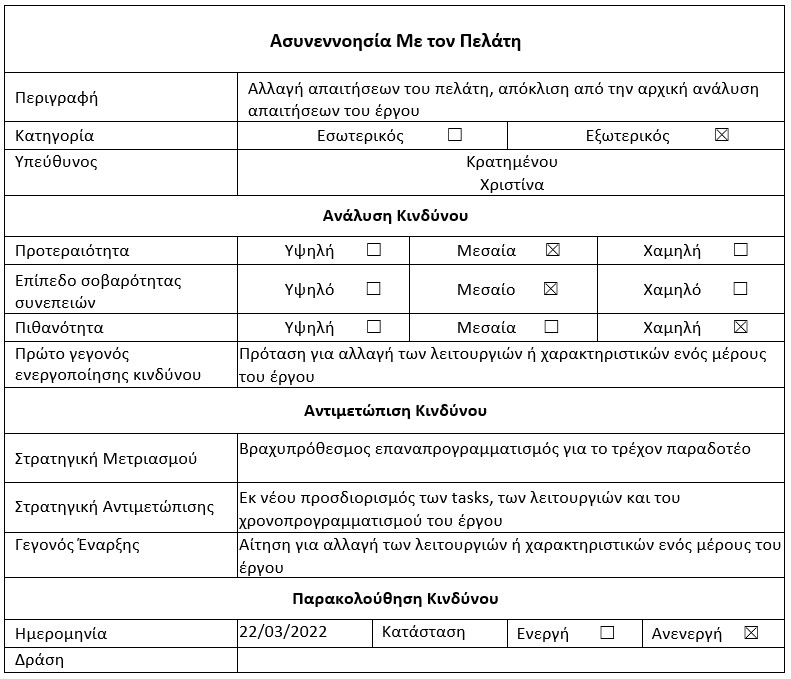 Ασυνεννοησία Με τον Πελάτη
Περιγραφή
Αλλαγή απαιτήσεων του πελάτη, απόκλιση από την αρχική ανάλυση
απαιτήσεων του έργου
Κατηγορία Εσωτερικός ☐ Εξωτερικός ☒
Υπεύθυνος Κρατημένου
Χριστίνα
Ανάλυση Κινδύνου
Προτεραιότητα Υψηλή ☐ Μεσαία ☒ Χαμηλή ☐
Επίπεδο σοβαρότητας
συνεπειών
Υψηλό ☐ Μεσαίο ☒ Χαμηλό ☐
Πιθανότητα Υψηλή ☐ Μεσαία ☐ Χαμηλή ☒
Πρώτο γεγονός
ενεργοποίησης κινδύνου
Πρόταση για αλλαγή των λειτουργιών ή χαρακτηριστικών ενός μέρους
του έργου
Αντιμετώπιση Κινδύνου
Στρατηγική Μετριασμού
Βραχυπρόθεσμος επαναπρογραμματισμός για το τρέχον παραδοτέο
Στρατηγική Αντιμετώπισης
Εκ νέου προσδιορισμός των tasks, των λειτουργιών και του
χρονοπρογραμματισμού του έργου
Γεγονός Έναρξης
Αίτηση για αλλαγή των λειτουργιών ή χαρακτηριστικών ενός μέρους του
έργου
Παρακολούθηση Κινδύνου
Ημερομηνία 22/03/2022 Κατάσταση Ενεργή ☐ Ανενεργή ☒
Δράση